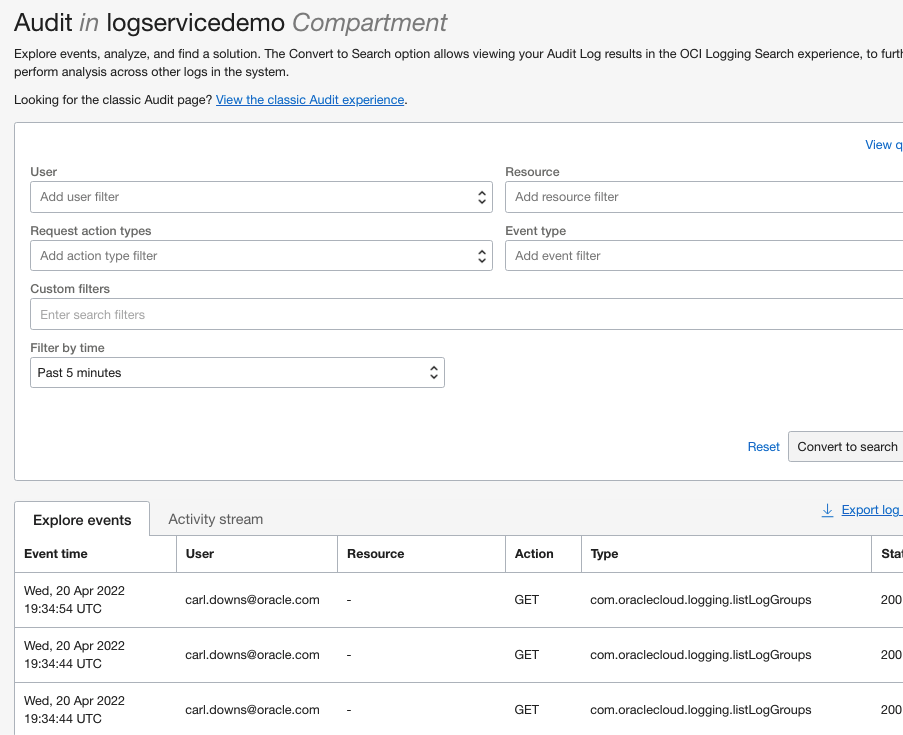 Audit in logservicedemo Compartment
Explore events, analyze, and find a solution. The Convert to Search option allows viewing your Audit Log results in the OCI Logging Search experience, to furth
perform analysis across other logs in the system.
Looking for the classic Audit page? View the classic Audit experience.
View q
User
Resource
Add user filter
Add resource filter
Request action types
Event type
Add action type filter
Add event filter
Custom filters
Enter search filters
Filter by time
Past 5 minutes
Reset Convert to search
Explore events Activity stream Export log
Event time User Resource Action Type Stat
Wed, 20 Apr 2022
19:34:54 UTC
carl.downs@oracle.com - GET com.oraclecloud.logging.listLogGroups 200
Wed, 20 Apr 2022
19:34:44 UTC
carl.downs@oracle.com - GET com.oraclecloud.logging.listLogGroups 200
Wed, 20 Apr 2022
19:34:44 UTC
carl.downs@oracle.com - GET com.oraclecloud.logging.listLogGroups 200